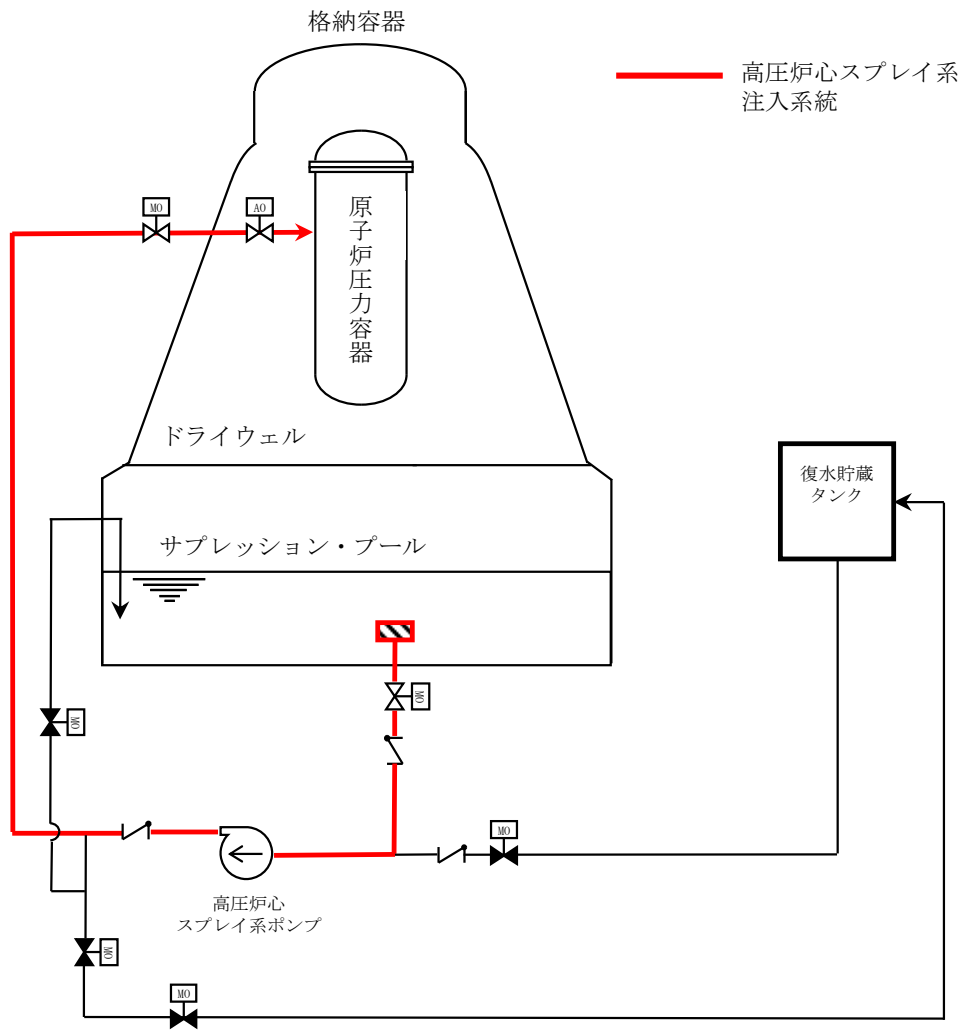 格納容器
高圧炉心スプレイ系
注入系統
MO
AO
原子炉圧力容器
ドライウェル
復水貯蔵
タンク
サプレッション・プール
MO
MO
MO
高圧炉心
スプレイ系ポンプ
MO
MO